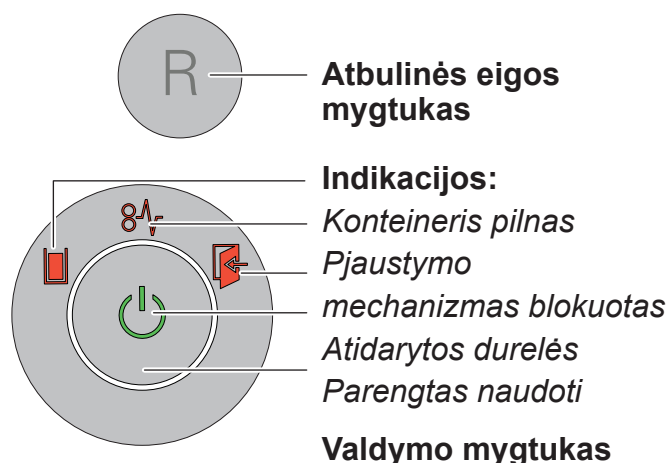 R
Atbulinės eigos
mygtukas
Indikacijos:
Konteineris pilnas
Pjaustymo
mechanizmas blokuotas
Atidarytos durelės
Parengtas naudoti
Valdymo mygtukas